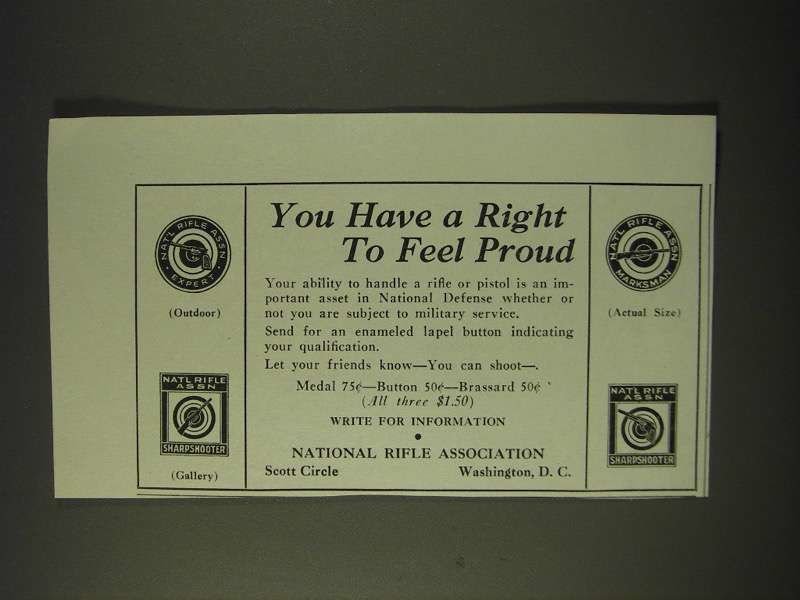 NAT'L RIFLE ASS'N
EXPERT
(Outdoor)
NAT'L RIFLE
ASS'N
SHARPSHOOTER
(Gallery)
You Have a Right
To Feel Proud
Your ability to handle a rifle or pistol is an im-
portant asset in National Defense whether or
not you are subject to military service.
Send for an enameled lapel button indicating
your qualification.
Let your friends know—You can shoot—.
Medal 75¢—Button 50¢—Brassard 50¢
(All three $1.50)
WRITE FOR INFORMATION
NATIONAL RIFLE ASSOCIATION
Scott Circle Washington, D. C.
NAT'L RIFLE ASS'N
MARKSMAN
(Actual Size)
NAT'L RIFLE
ASS'N
SHARPSHOOTER